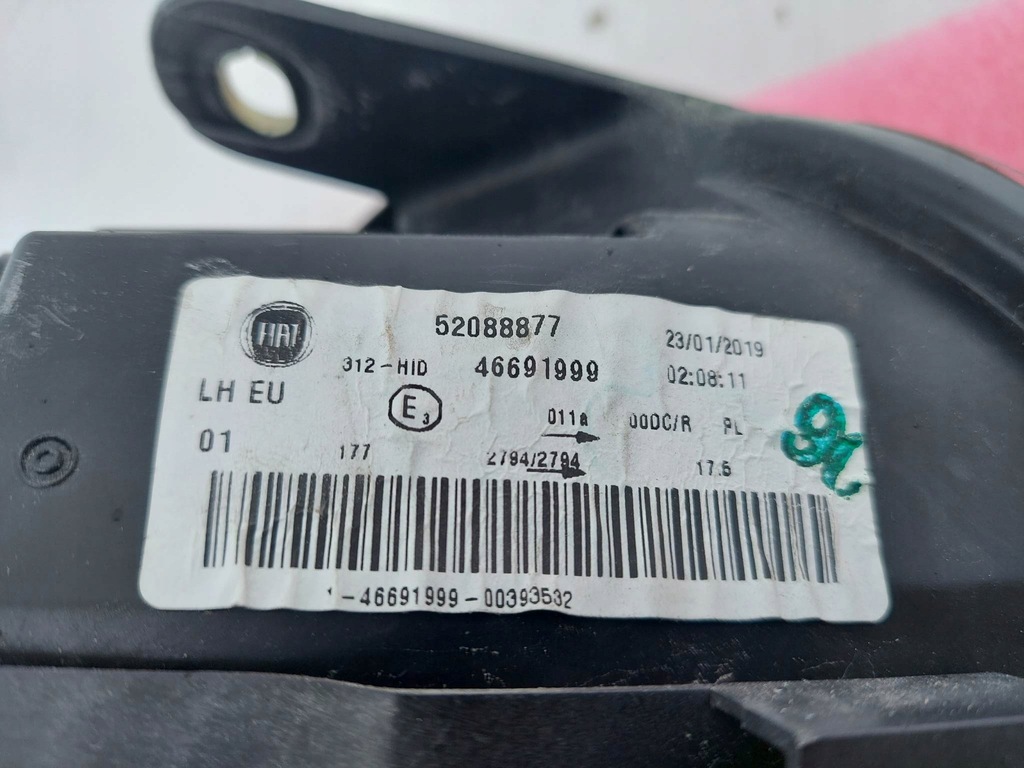 FIAT
52088877
23/01/2019
312-HID 46691999 02:08:11
LH EU E3 011a 00DC/R PL
01 177 2794/2794 17.5
1-46691999-00393532